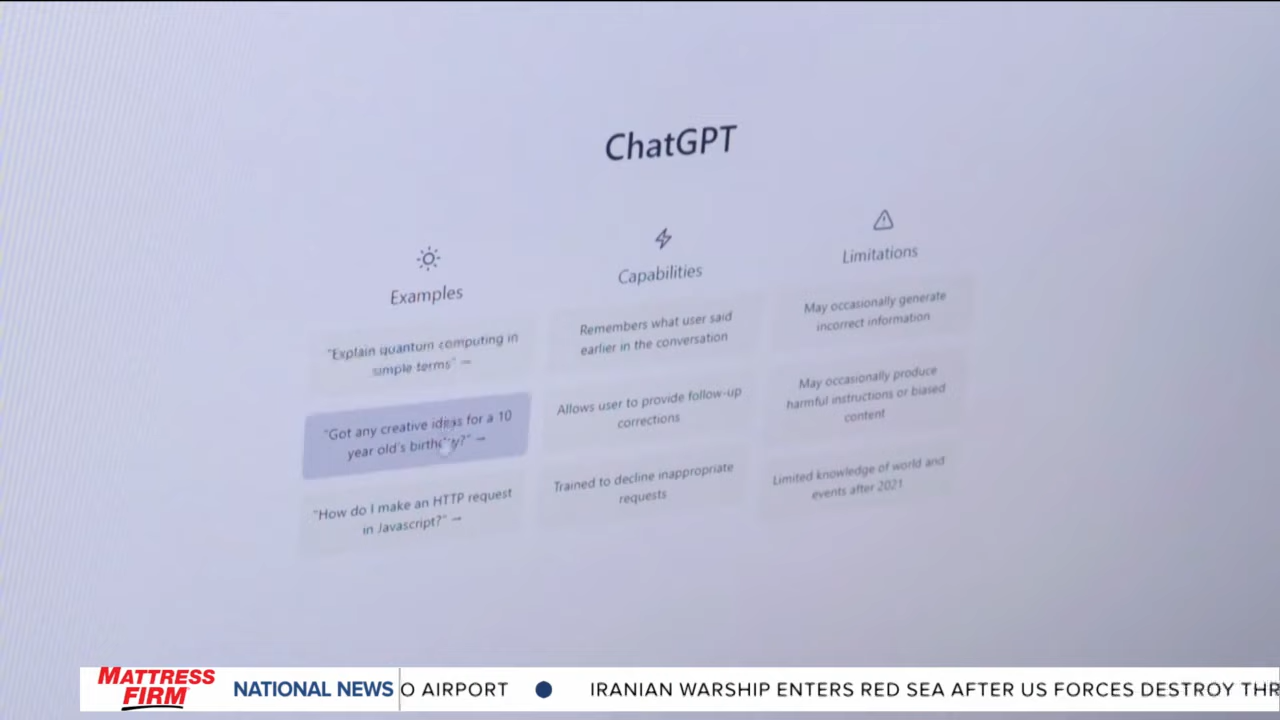 ChatGPT
Examples
"Explain quantum computing in
simple terms" →
"Got any creative ideas for a 10
year old's birthday?" →
"How do I make an HTTP request
in Javascript?" →
Capabilities
Remembers what user said
earlier in the conversation
Allows user to provide follow-up
corrections
Trained to decline inappropriate
requests
Limitations
May occasionally generate
incorrect information
May occasionally produce
harmful instructions or biased
content
Limited knowledge of world and
events after 2021
MATTRESS
FIRM
NATIONAL NEWS
O AIRPORT ● IRANIAN WARSHIP ENTERS RED SEA AFTER US FORCES DESTROY THR